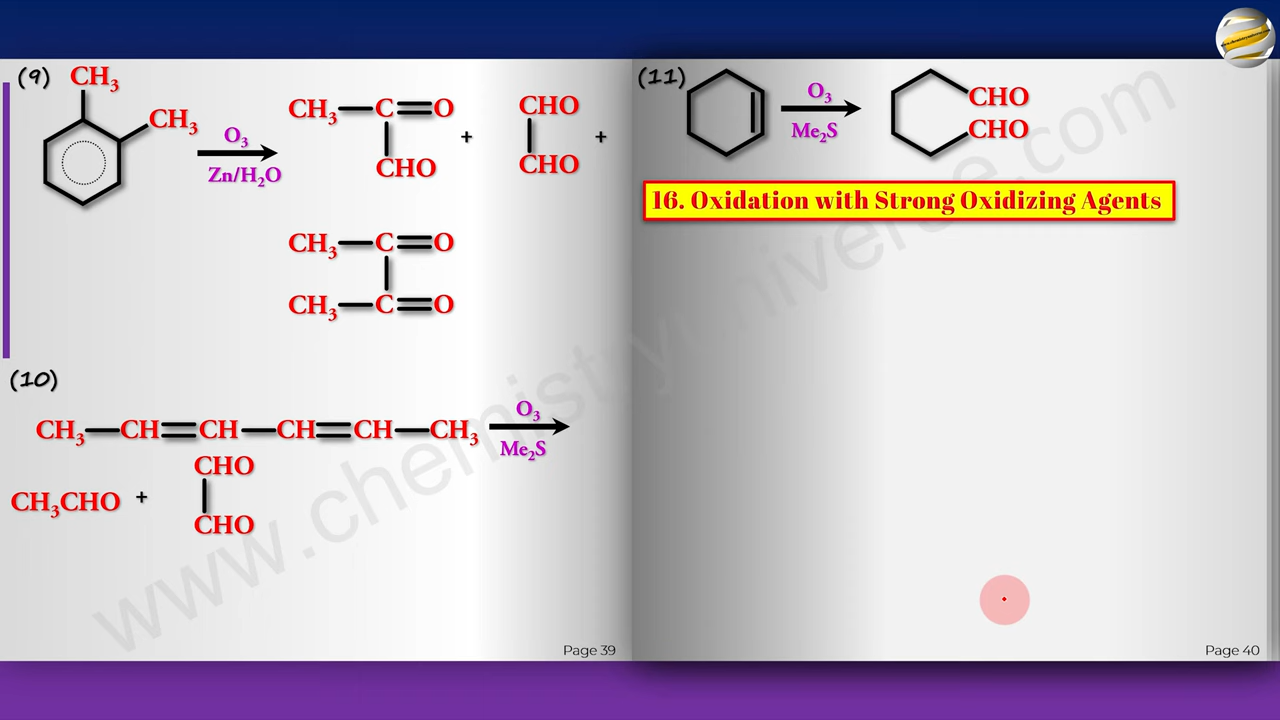 (9) CH₃
CH₃
O₃
Zn/H₂O
CH₃—C=O
CHO
+
CHO
CHO
+
CH₃—C=O
CH₃—C=O
(10)
CH₃—CH=CH—CH=CH—CH₃
O₃
Me₂S
CH₃CHO +
CHO
CHO
Page 39
(11)
O₃
Me₂S
CHO
CHO
16. Oxidation with Strong Oxidizing Agents
Page 40
www.chemistryuniverse.com